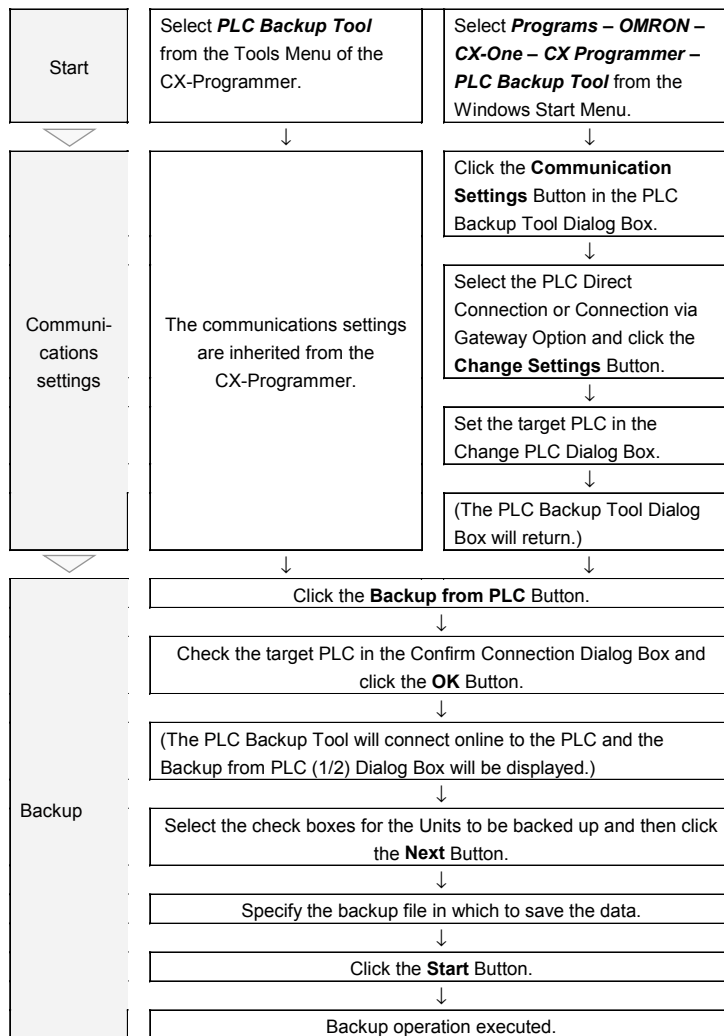 Start
Select PLC Backup Tool
from the Tools Menu of the
CX-Programmer.
Select Programs – OMRON –
CX-One – CX Programmer –
PLC Backup Tool from the
Windows Start Menu.
↓
↓
Communi-
cations
settings
The communications settings
are inherited from the
CX-Programmer.
Click the Communication
Settings Button in the PLC
Backup Tool Dialog Box.
↓
Select the PLC Direct
Connection or Connection via
Gateway Option and click the
Change Settings Button.
↓
Set the target PLC in the
Change PLC Dialog Box.
↓
(The PLC Backup Tool Dialog
Box will return.)
↓
↓
Backup
Click the Backup from PLC Button.
↓
Check the target PLC in the Confirm Connection Dialog Box and
click the OK Button.
↓
(The PLC Backup Tool will connect online to the PLC and the
Backup from PLC (1/2) Dialog Box will be displayed.)
↓
Select the check boxes for the Units to be backed up and then click
the Next Button.
↓
Specify the backup file in which to save the data.
↓
Click the Start Button.
↓
Backup operation executed.